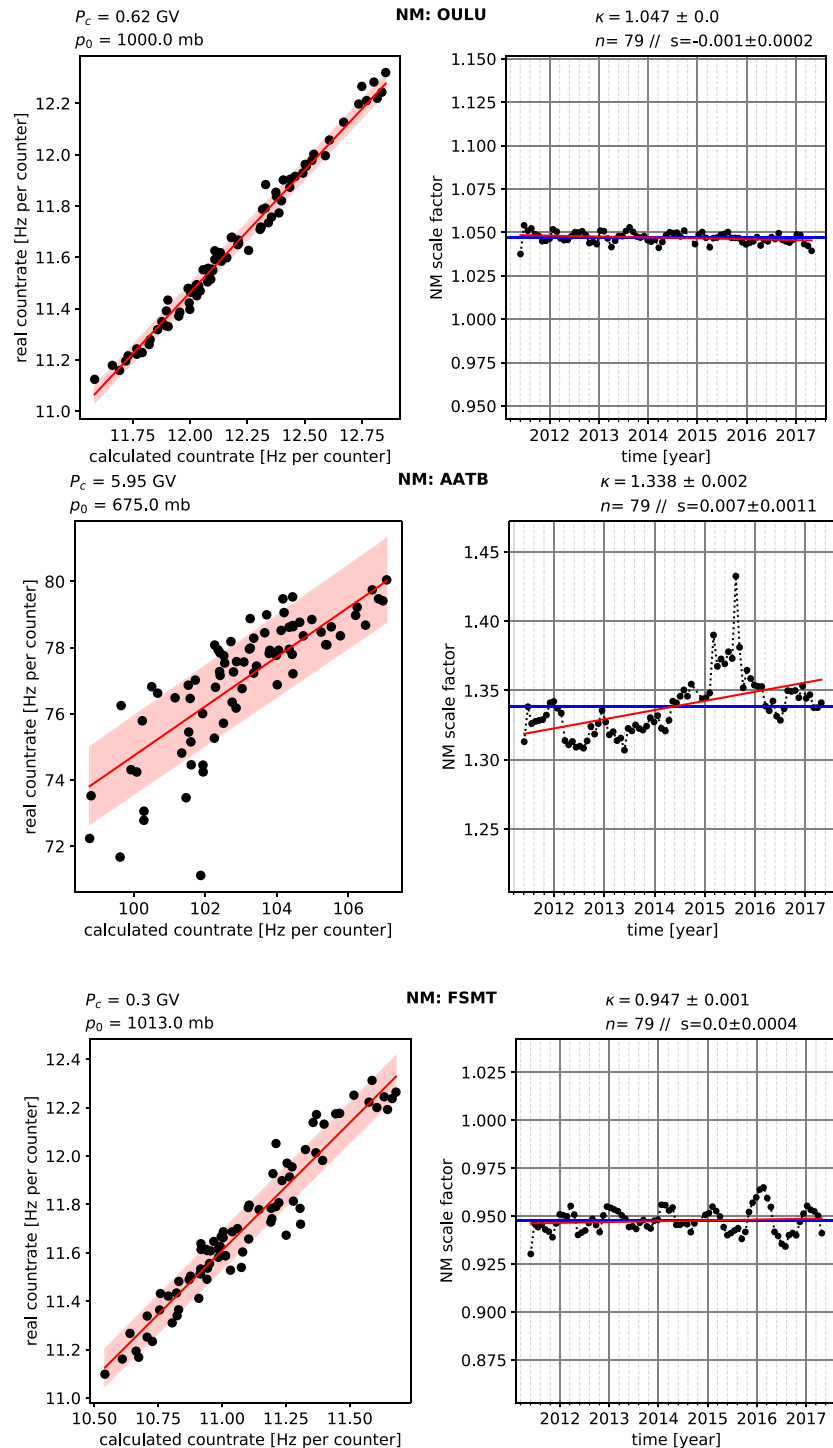 P_c = 0.62 GV
NM: OULU
κ = 1.047 ± 0.0
p_0 = 1000.0 mb
n= 79 // s=-0.001±0.0002
real countrate [Hz per counter]
12.2
12.0
11.8
11.6
11.4
11.2
11.0
11.75 12.00 12.25 12.50 12.75
calculated countrate [Hz per counter]
NM scale factor
1.150
1.125
1.100
1.075
1.050
1.025
1.000
0.975
0.950
2012 2013 2014 2015 2016 2017
time [year]
P_c = 5.95 GV
NM: AATB
κ = 1.338 ± 0.002
p_0 = 675.0 mb
n= 79 // s=0.007±0.0011
real countrate [Hz per counter]
80
78
76
74
72
100 102 104 106
calculated countrate [Hz per counter]
NM scale factor
1.45
1.40
1.35
1.30
1.25
2012 2013 2014 2015 2016 2017
time [year]
P_c = 0.3 GV
NM: FSMT
κ = 0.947 ± 0.001
p_0 = 1013.0 mb
n= 79 // s=0.0±0.0004
real countrate [Hz per counter]
12.4
12.2
12.0
11.8
11.6
11.4
11.2
11.0
10.50 10.75 11.00 11.25 11.50
calculated countrate [Hz per counter]
NM scale factor
1.025
1.000
0.975
0.950
0.925
0.900
0.875
2012 2013 2014 2015 2016 2017
time [year]